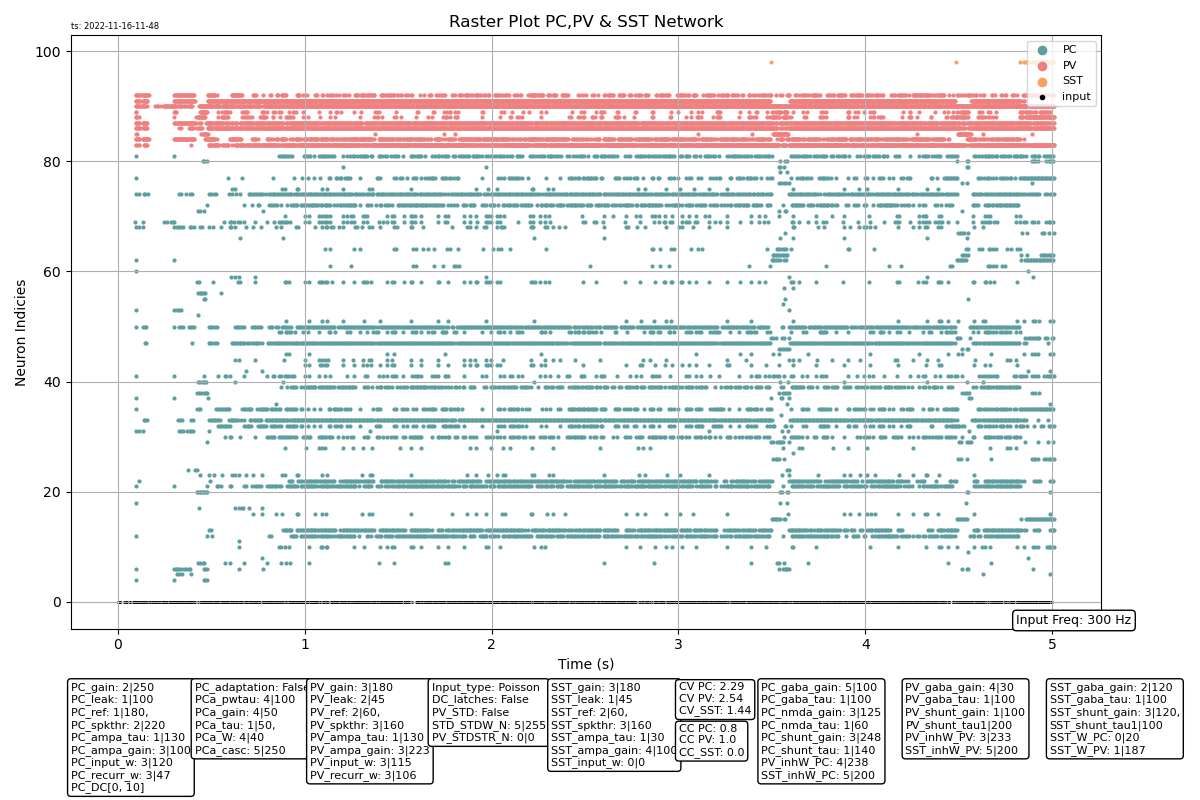 ts: 2022-11-16-11-48
Raster Plot PC,PV & SST Network
PC
PV
SST
input
100
80
60
40
20
0
Neuron Indicies
0
1
2
3
4
5
Input Freq: 300 Hz
Time (s)
PC_gain: 2|250
PC_leak: 1|100
PC_ref: 1|180,
PC_spkthr: 2|220
PC_ampa_tau: 1|130
PC_ampa_gain: 3|100
PC_input_w: 3|120
PC_recurr_w: 3|47
PC_DC[0, 10]
PC_adaptation: False
PCa_pwtau: 4|100
PCa_gain: 4|50
PCa_tau: 1|50,
PCa_W: 4|40
PCa_casc: 5|250
PV_gain: 3|180
PV_leak: 2|45
PV_ref: 2|60,
PV_spkthr: 3|160
PV_ampa_tau: 1|130
PV_ampa_gain: 3|223
PV_input_w: 3|115
PV_recurr_w: 3|106
Input_type: Poisson
DC_latches: False
PV_STD: False
STD_STDW_N: 5|255
PV_STDSTR_N: 0|0
SST_gain: 3|180
SST_leak: 1|45
SST_ref: 2|60,
SST_spkthr: 3|160
SST_ampa_tau: 1|30
SST_ampa_gain: 4|100
SST_input_w: 0|0
CV PC: 2.29
CV PV: 2.54
CV_SST: 1.44
CC PC: 0.8
CC PV: 1.0
CC_SST: 0.0
PC_gaba_gain: 5|100
PC_gaba_tau: 1|100
PC_nmda_gain: 3|125
PC_nmda_tau: 1|60
PC_shunt_gain: 3|248
PC_shunt_tau: 1|140
PV_inhW_PC: 4|238
SST_inhW_PC: 5|200
PV_gaba_gain: 4|30
PV_gaba_tau: 1|100
PV_shunt_gain: 1|100
PV_shunt_tau1|200
PV_inhW_PV: 3|233
SST_inhW_PV: 5|200
SST_gaba_gain: 2|120
SST_gaba_tau: 1|100
SST_shunt_gain: 3|120,
SST_shunt_tau1|100
SST_W_PC: 0|20
SST_W_PV: 1|187